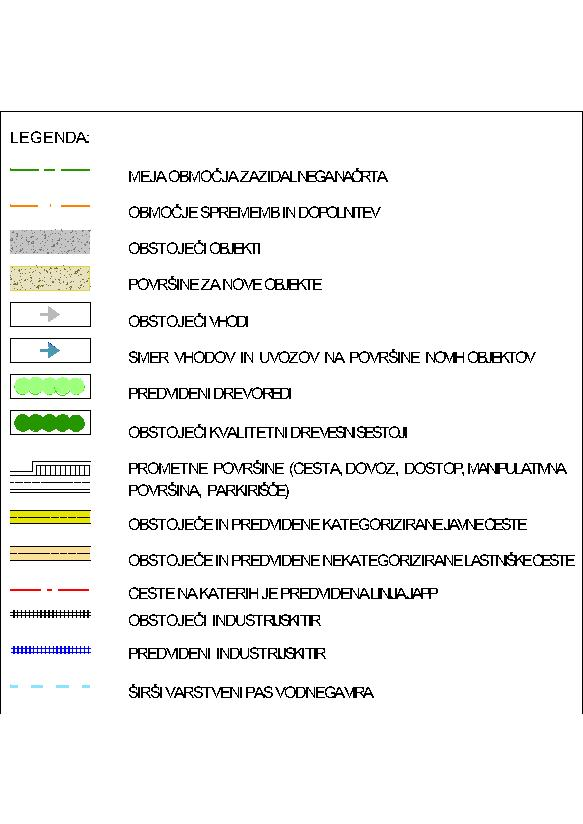 LEGENDA:
MEJA OBMOČJA ZAZIDALNEGA NAČRTA
OBMOČJE SPREMEMB IN DOPOLNITEV
OBSTOJEČI OBJEKTI
POVRŠINE ZA NOVE OBJEKTE
OBSTOJEČI VHODI
SMER VHODOV IN UVOZOV NA POVRŠINE NOVIH OBJEKTOV
PREDVIDENI DREVOREDI
OBSTOJEČI KVALITETNI DREVESNI SESTOJI
PROMETNE POVRŠINE (CESTA, DOVOZ, DOSTOP, MANIPULATIVNA
POVRŠINA, PARKIRIŠČE)
OBSTOJEČE IN PREDVIDENE KATEGORIZIRANE JAVNE CESTE
OBSTOJEČE IN PREDVIDENE NEKATEGORIZIRANE LASTNIŠKE CESTE
CESTE NA KATERIH JE PREDVIDENA LINIJA JAPP
OBSTOJEČI INDUSTRIJSKI TIR
PREDVIDENI INDUSTRIJSKI TIR
ŠIRŠI VARSTVENI PAS VODNEGA VIRA